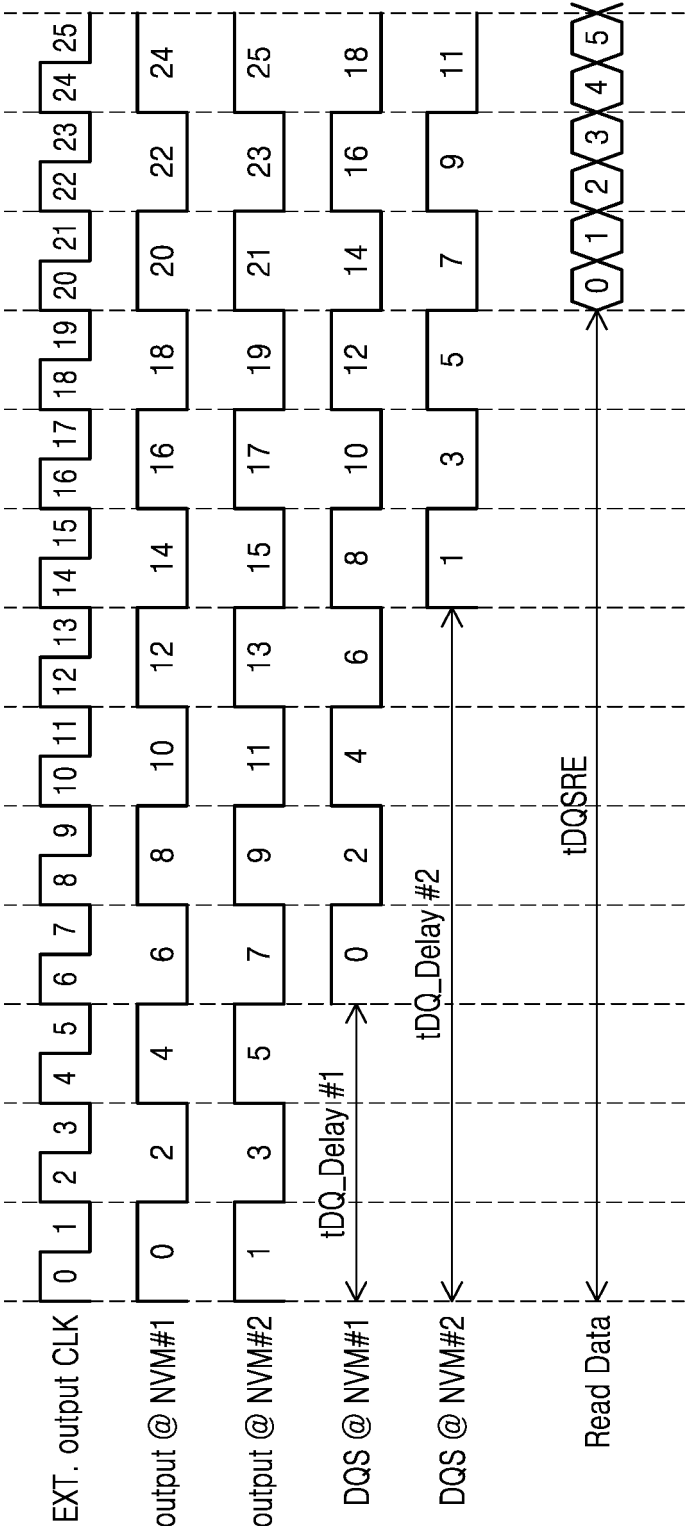 EXT. output CLK 0 1 2 3 4 5 6 7 8 9 10 11 12 13 14 15 16 17 18 19 20 21 22 23 24 25
output @ NVM#1 0 2 4 6 8 10 12 14 16 18 20 22 24
output @ NVM#2 1 3 5 7 9 11 13 15 17 19 21 23 25
DQS @ NVM#1 tDQ_Delay #1 0 2 4 6 8 10 12 14 16 18
DQS @ NVM#2 tDQ_Delay #2 1 3 5 7 9 11
Read Data tDQSRE 0 1 2 3 4 5